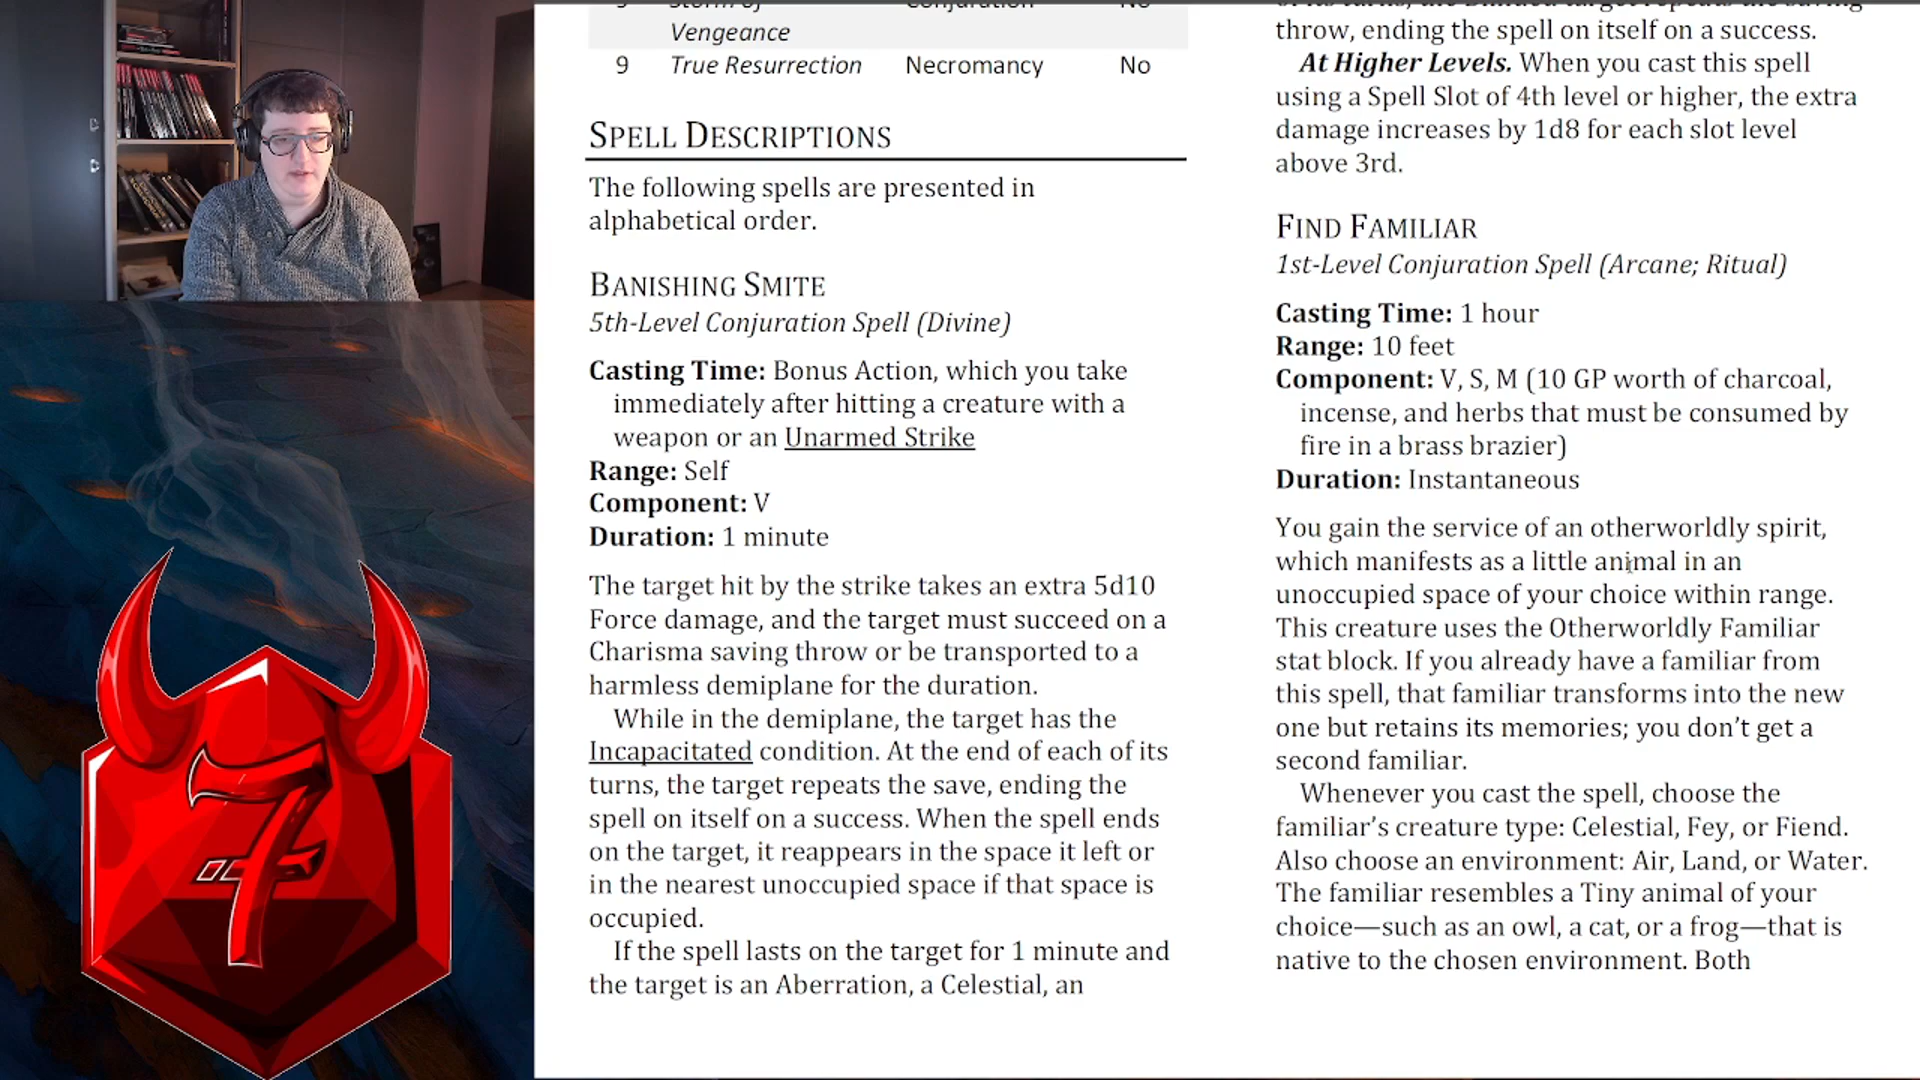 Storm of Conjuration No
Vengeance
9 True Resurrection Necromancy No
SPELL DESCRIPTIONS
The following spells are presented in
alphabetical order.
BANISHING SMITE
5th-Level Conjuration Spell (Divine)
Casting Time: Bonus Action, which you take
immediately after hitting a creature with a
weapon or an Unarmed Strike
Range: Self
Component: V
Duration: 1 minute
The target hit by the strike takes an extra 5d10
Force damage, and the target must succeed on a
Charisma saving throw or be transported to a
harmless demiplane for the duration.
While in the demiplane, the target has the
Incapacitated condition. At the end of each of its
turns, the target repeats the save, ending the
spell on itself on a success. When the spell ends
on the target, it reappears in the space it left or
in the nearest unoccupied space if that space is
occupied.
If the spell lasts on the target for 1 minute and
the target is an Aberration, a Celestial, an
of its turns, the Blinded target repeats the saving
throw, ending the spell on itself on a success.
At Higher Levels. When you cast this spell
using a Spell Slot of 4th level or higher, the extra
damage increases by 1d8 for each slot level
above 3rd.
FIND FAMILIAR
1st-Level Conjuration Spell (Arcane; Ritual)
Casting Time: 1 hour
Range: 10 feet
Component: V, S, M (10 GP worth of charcoal,
incense, and herbs that must be consumed by
fire in a brass brazier)
Duration: Instantaneous
You gain the service of an otherworldly spirit,
which manifests as a little animal in an
unoccupied space of your choice within range.
This creature uses the Otherworldly Familiar
stat block. If you already have a familiar from
this spell, that familiar transforms into the new
one but retains its memories; you don’t get a
second familiar.
Whenever you cast the spell, choose the
familiar’s creature type: Celestial, Fey, or Fiend.
Also choose an environment: Air, Land, or Water.
The familiar resembles a Tiny animal of your
choice—such as an owl, a cat, or a frog—that is
native to the chosen environment. Both
7